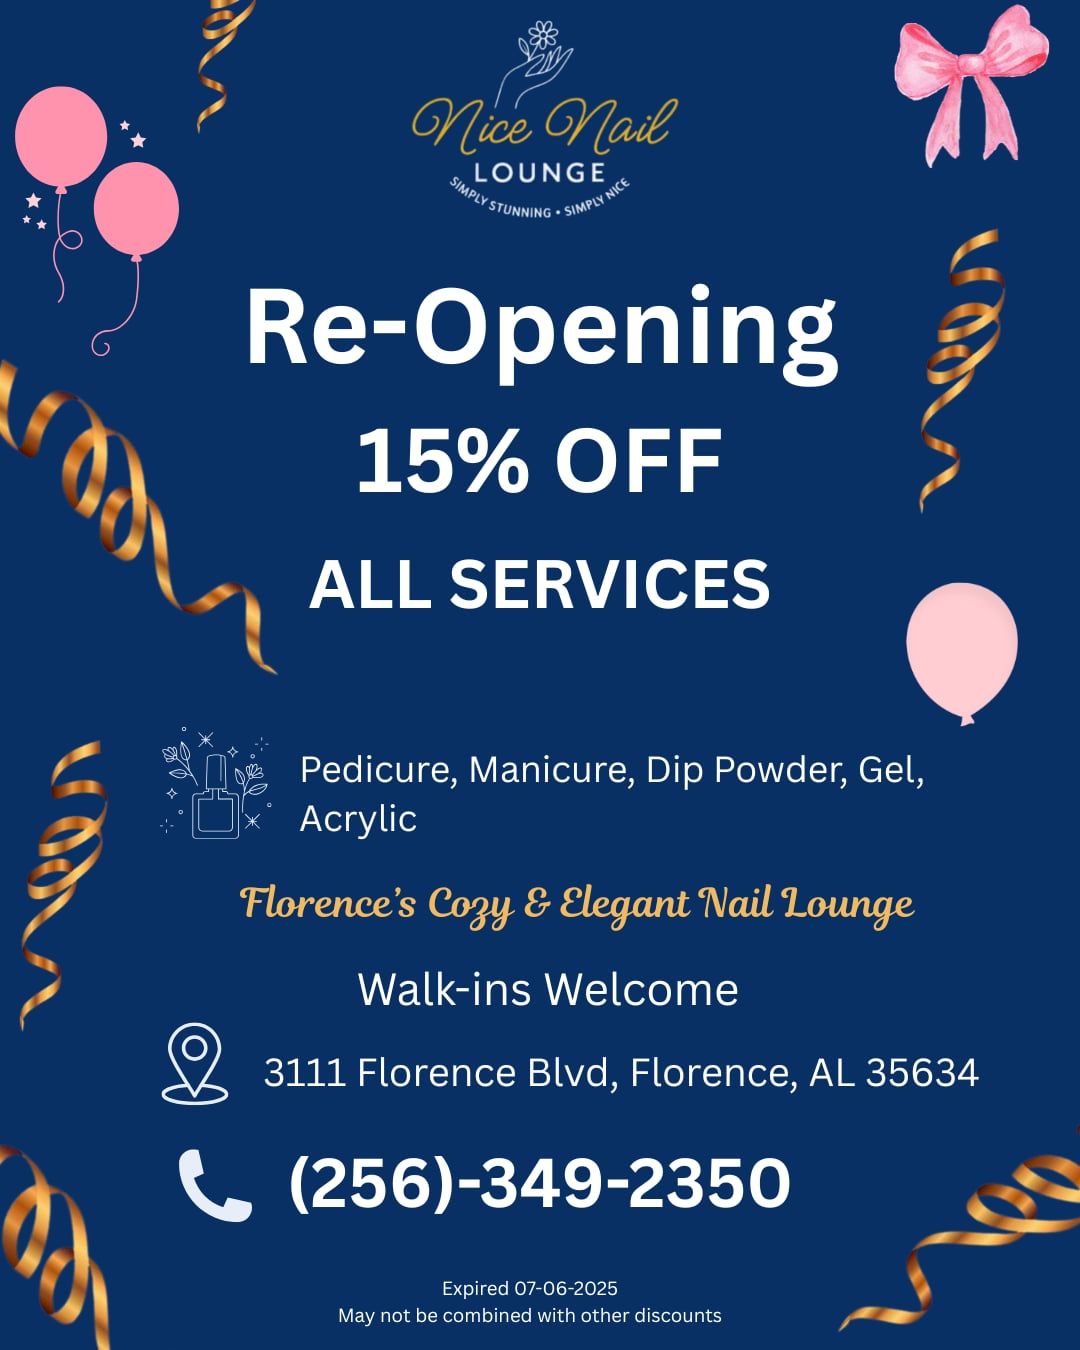 Nice Nail
LOUNGE
SIMPLY STUNNING • SIMPLY NICE
Re-Opening
15% OFF
ALL SERVICES
Pedicure, Manicure, Dip Powder, Gel,
Acrylic
Florence's Cozy & Elegant Nail Lounge
Walk-ins Welcome
3111 Florence Blvd, Florence, AL 35634
(256)-349-2350
Expired 07-06-2025
May not be combined with other discounts